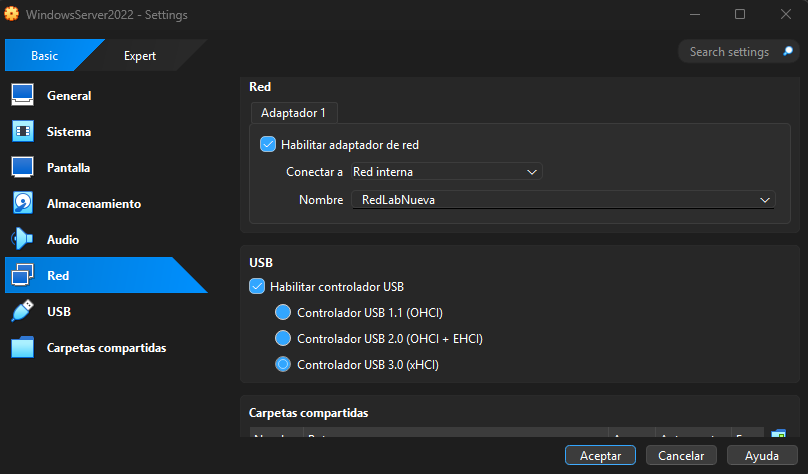 WindowsServer2022 - Settings
Basic
Expert
Search settings
General
Sistema
Pantalla
Almacenamiento
Audio
Red
USB
Carpetas compartidas
Red
Adaptador 1
Habilitar adaptador de red
Conectar a Red interna
Nombre RedLabNueva
USB
Habilitar controlador USB
Controlador USB 1.1 (OHCI)
Controlador USB 2.0 (OHCI + EHCI)
Controlador USB 3.0 (xHCI)
Carpetas compartidas
Aceptar
Cancelar
Ayuda